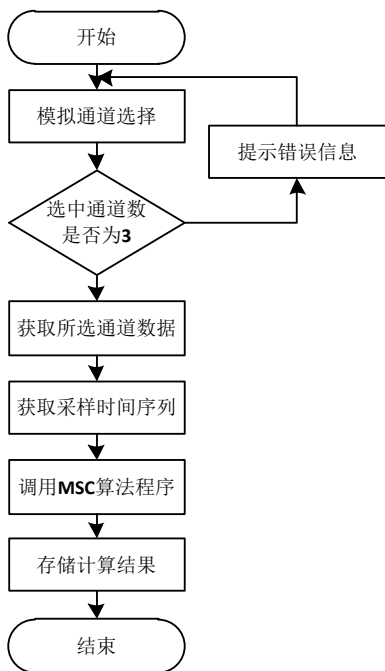 开始
模拟通道选择
提示错误信息
选中通道数
是否为3
获取所选通道数据
获取采样时间序列
调用MSC算法程序
存储计算结果
结束